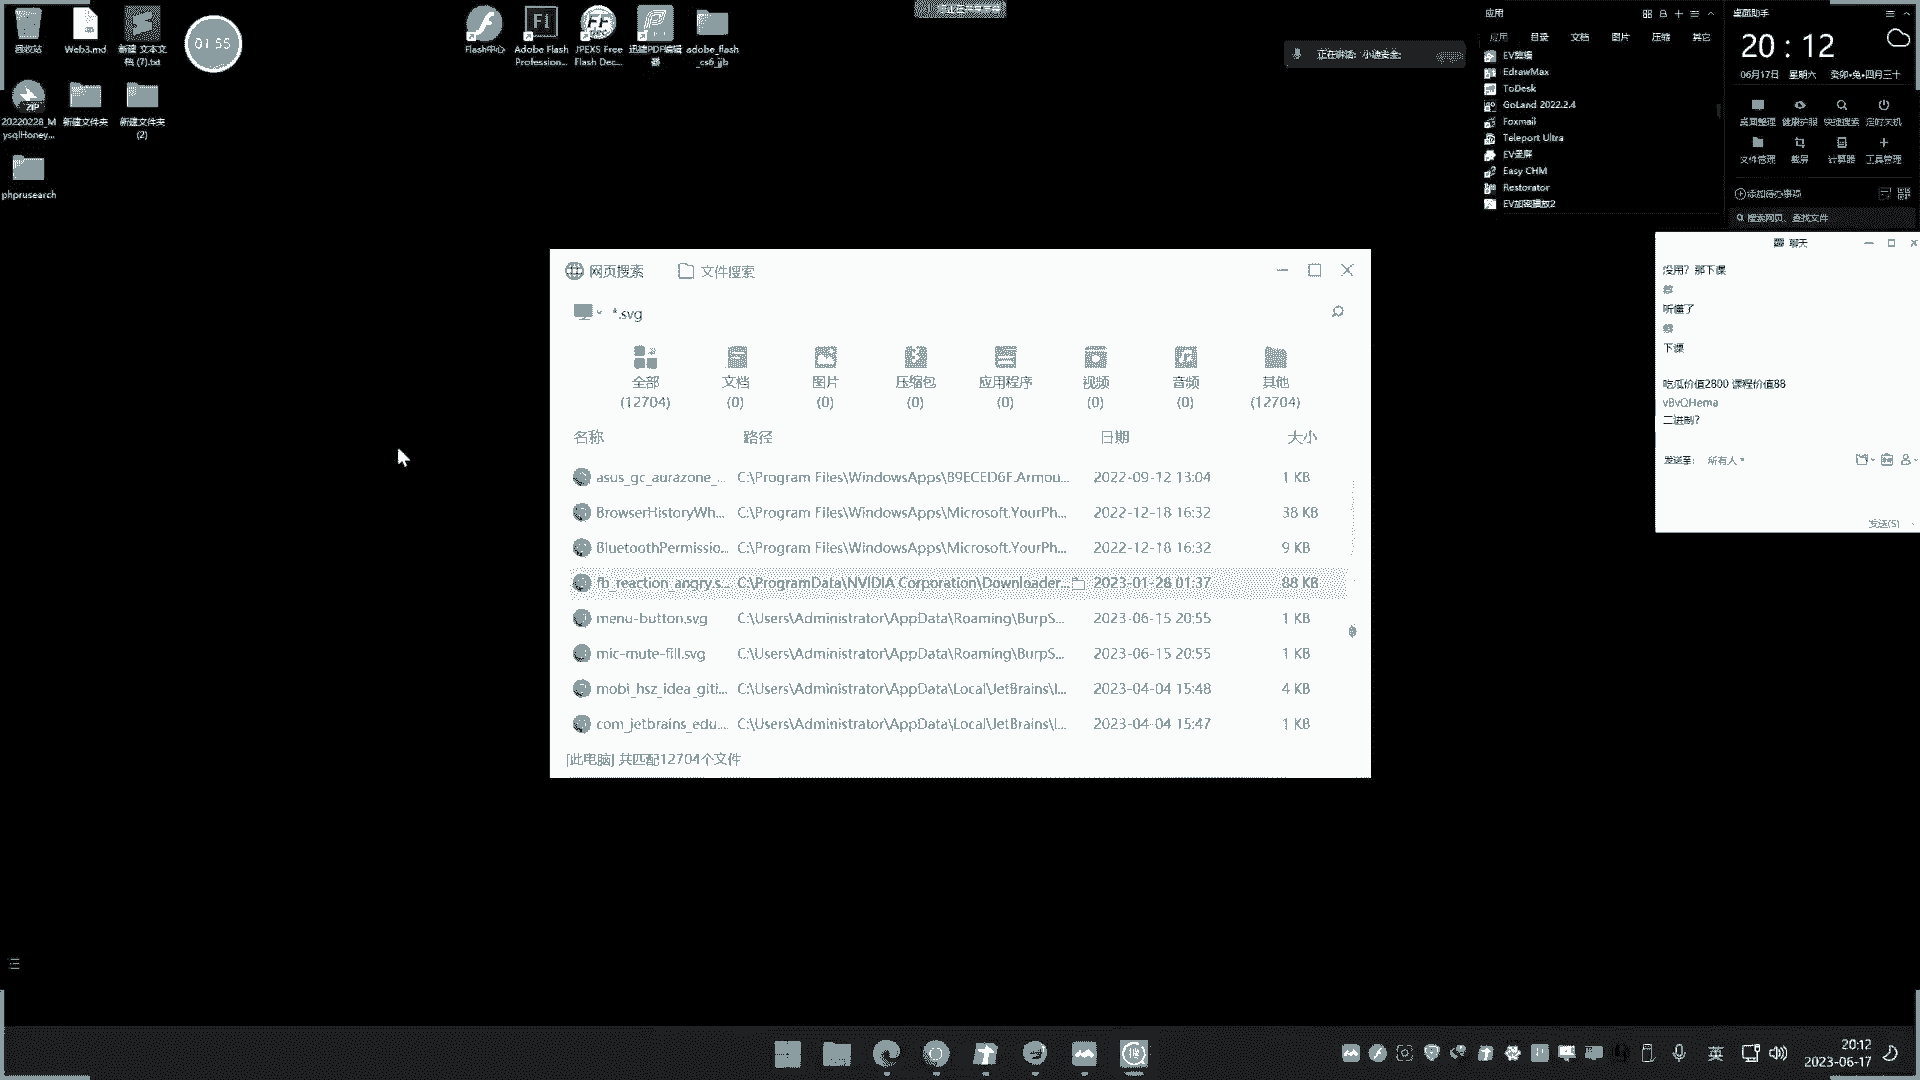 回收站
Web3.md
新建 文本文
档 (7).txt
01:55
20220228_M
ysqlHoney...
新建文件夹
新建文件夹
(2)
phprusearch
Flash中心
Adobe Flash
Profession...
JPEXS Free
Flash Dec...
迅捷PDF编辑
器
adobe_flash
_cs6_jjb
正在讲话:
应用
应用 目录 文档 图片 压缩 其它
EV剪辑
EdrawMax
ToDesk
GoLand 2022.2.4
Foxmail
Teleport Ultra
EV录屏
Easy CHM
Restorator
EV加密播放2
桌面助手
20 : 12
06月17日 星期六 癸卯•兔•四月三十
桌面整理 健康护眼 快捷搜索 定时关机
文件管理 截屏 计算器 工具管理
添加待办事项
搜索网页、查找文件
聊天
没用？那下课
听懂了
下课
吃瓜价值2800 课程价值88
vBvQHema
二进制?
发送至: 所有人
发送(S)
网页搜索 文件搜索
*.svg
全部 文档 图片 压缩包 应用程序 视频 音频 其他
(12704) (0) (0) (0) (0) (0) (0) (12704)
名称 路径 日期 大小
asus_gc_aurazone_... C:\Program Files\WindowsApps\B9ECED6F.Armou... 2022-09-12 13:04 1 KB
BrowserHistoryWh... C:\Program Files\WindowsApps\Microsoft.YourPh... 2022-12-18 16:32 38 KB
BluetoothPermissio... C:\Program Files\WindowsApps\Microsoft.YourPh... 2022-12-18 16:32 9 KB
fb_reaction_angry.s... C:\ProgramData\NVIDIA Corporation\Downloader... 2023-01-28 01:37 88 KB
menu-button.svg C:\Users\Administrator\AppData\Roaming\BurpS... 2023-06-15 20:55 1 KB
mic-mute-fill.svg C:\Users\Administrator\AppData\Roaming\BurpS... 2023-06-15 20:55 1 KB
mobi_hsz_idea_giti... C:\Users\Administrator\AppData\Local\JetBrains\I... 2023-04-04 15:48 4 KB
com_jetbrains_edu... C:\Users\Administrator\AppData\Local\JetBrains\I... 2023-04-04 15:47 1 KB
[此电脑] 共匹配12704个文件
英
20:12
2023-06-17